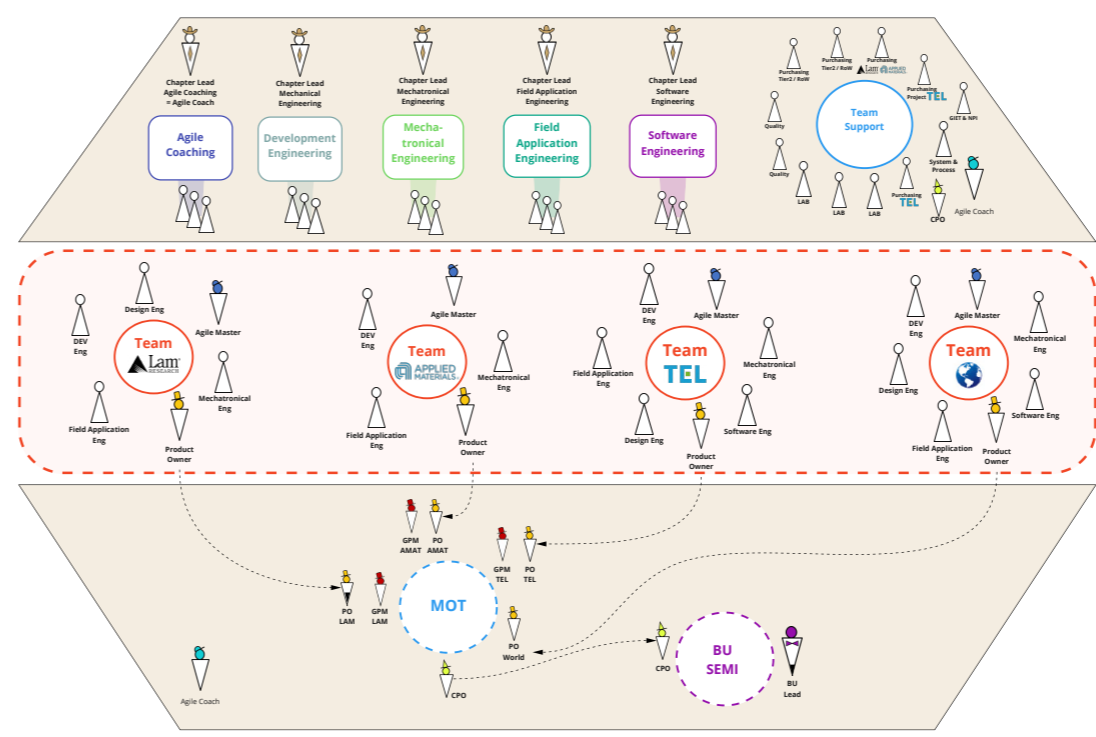 Chapter Lead
Agile Coaching
= Agile Coach
Chapter Lead
Mechanical
Engineering
Chapter Lead
Mechatronical
Engineering
Chapter Lead
Field Application
Engineering
Chapter Lead
Software
Engineering
Agile
Coaching
Development
Engineering
Mecha-
tronical
Engineering
Field
Application
Engineering
Software
Engineering
Purchasing
Tier2 / RoW
Purchasing
Tier2 / RoW
Purchasing
Lam
RESEARCH
APPLIED
MATERIALS
Purchasing
Project TEL
GIET & NPI
Quality
Team
Support
System &
Process
Quality
LAB
LAB
LAB
Purchasing
TEL
CPO
Agile Coach
Design Eng
DEV
Eng
Agile Master
Team
Lam
RESEARCH
Mechatronical
Eng
Field Application
Eng
Product
Owner
Agile Master
DEV
Eng
Team
APPLIED
MATERIALS
Mechatronical
Eng
Field Application
Eng
Product
Owner
DEV
Eng
Agile Master
Field Application
Eng
Team
TEL
Mechatronical
Eng
Design Eng
Software Eng
Product
Owner
DEV
Eng
Agile Master
Mechatronical
Eng
Team
Design Eng
Software Eng
Field Application
Eng
Product
Owner
GPM
AMAT
PO
AMAT
GPM
TEL
PO
TEL
PO
LAM
GPM
LAM
MOT
PO
World
CPO
CPO
BU
SEMI
BU
Lead
Agile Coach